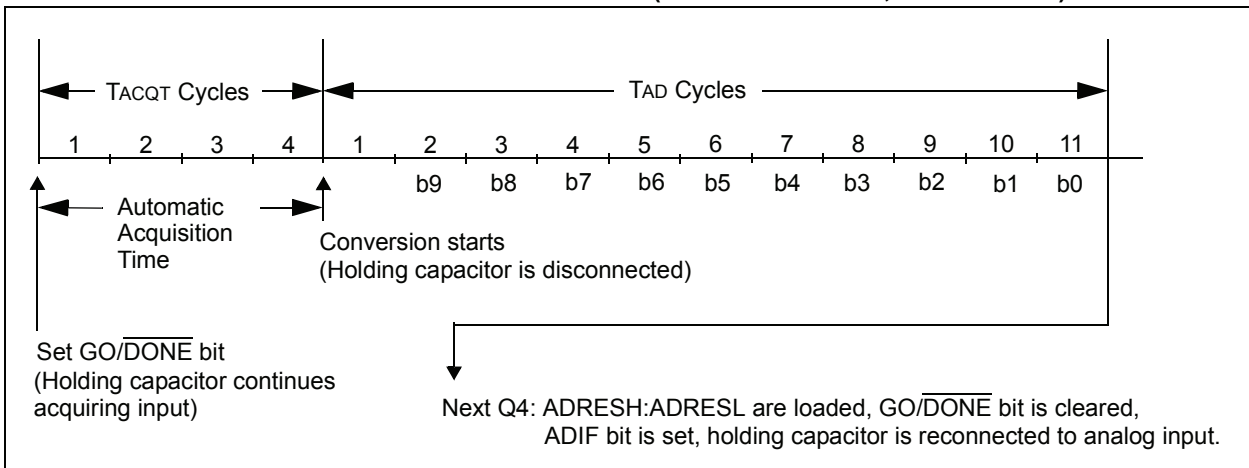 TACQT Cycles
TAD Cycles
1 2 3 4 1 2 3 4 5 6 7 8 9 10 11
b9 b8 b7 b6 b5 b4 b3 b2 b1 b0
Automatic
Acquisition
Time
Conversion starts
(Holding capacitor is disconnected)
Set GO/DONE bit
(Holding capacitor continues
acquiring input)
Next Q4: ADRESH:ADRESL are loaded, GO/DONE bit is cleared,
ADIF bit is set, holding capacitor is reconnected to analog input.